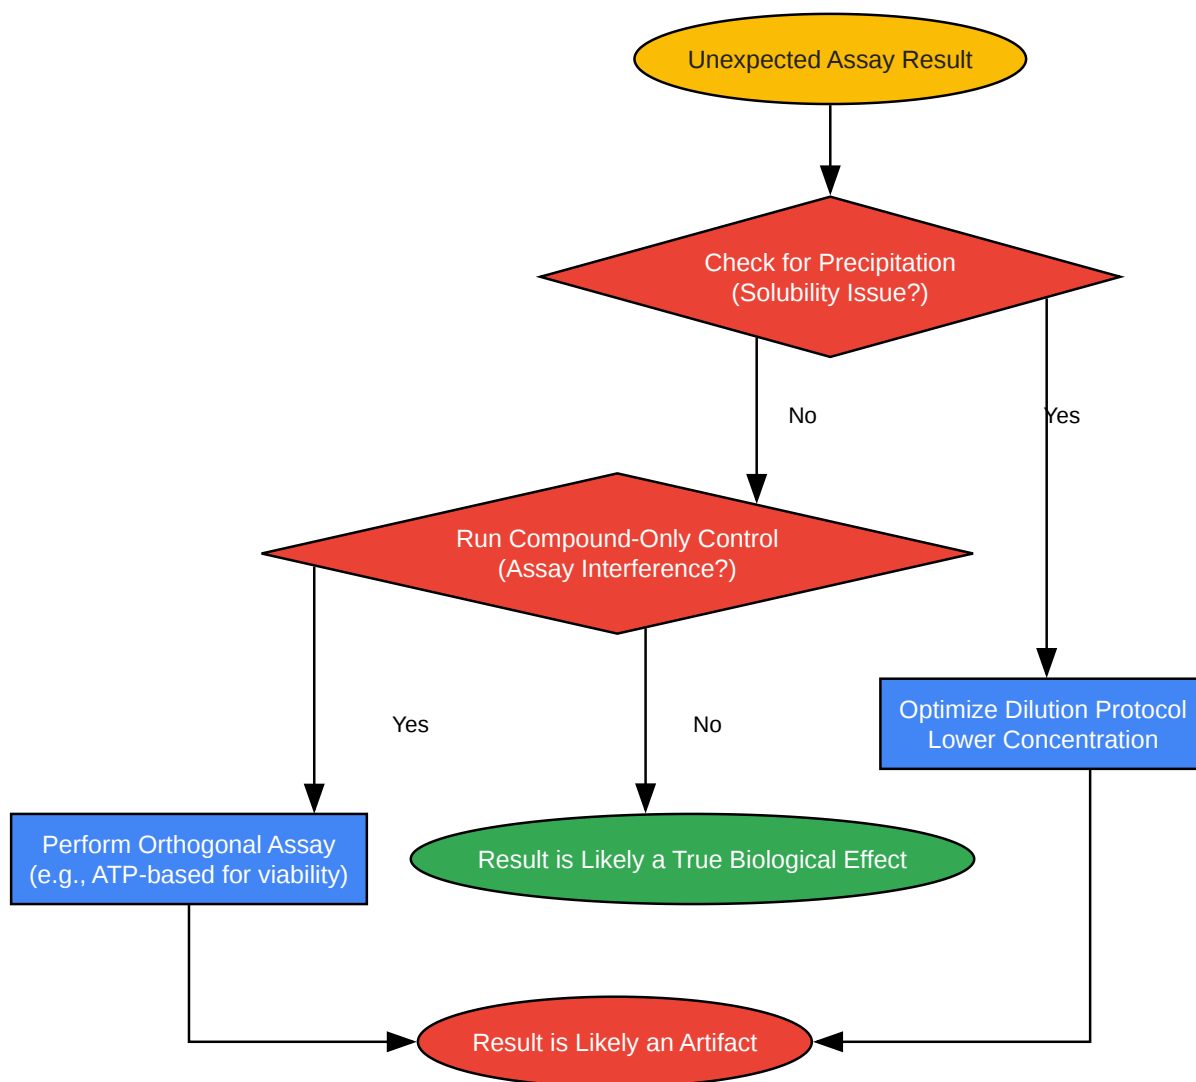 Unexpected Assay Result
Check for Precipitation
(Solubility Issue?)
No
Yes
Run Compound-Only Control
(Assay Interference?)
Yes
No
Optimize Dilution Protocol
Lower Concentration
Perform Orthogonal Assay
(e.g., ATP-based for viability)
Result is Likely a True Biological Effect
Result is Likely an Artifact